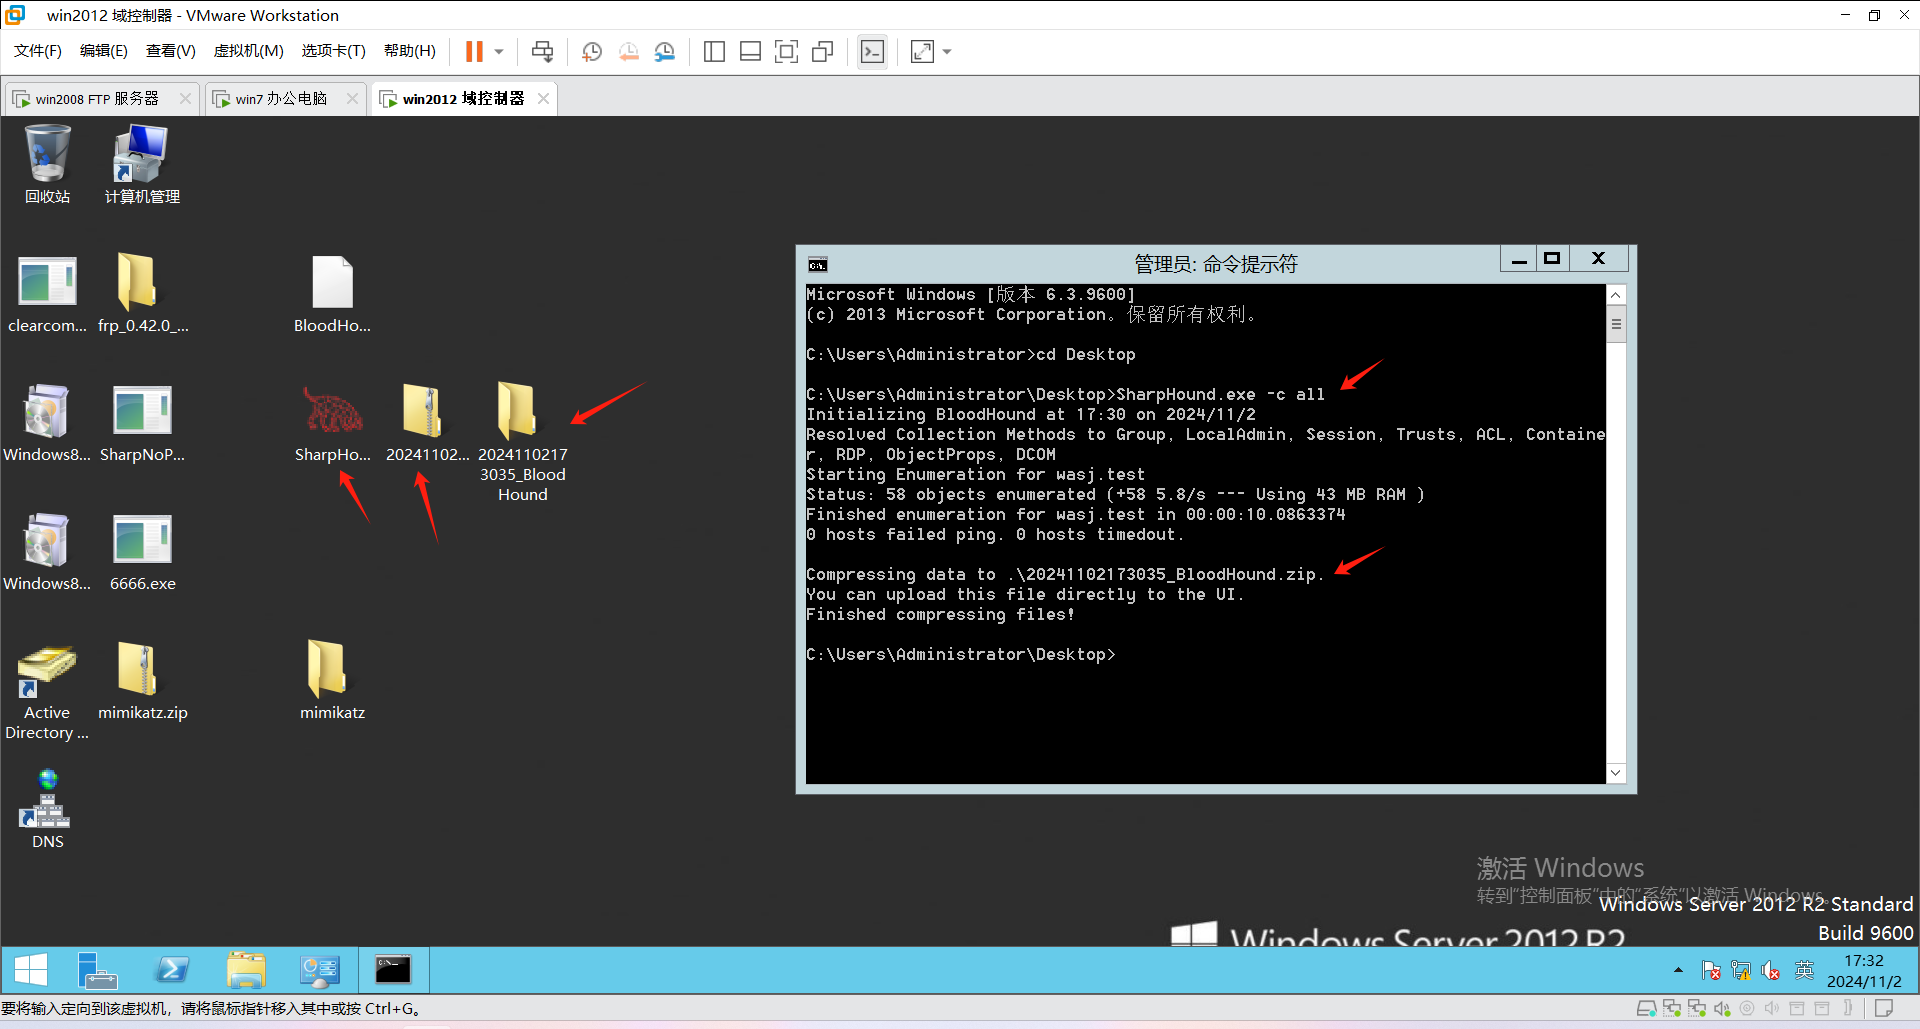 win2012 域控制器 - VMware Workstation
文件(F) 编辑(E) 查看(V) 虚拟机(M) 选项卡(T) 帮助(H)
win2008 FTP 服务器
win7 办公电脑
win2012 域控制器
回收站
计算机管理
clearcom...
frp_0.42.0_...
BloodHo...
Windows8...
SharpNoP...
SharpHo...
20241102...
2024110217
3035_Blood
Hound
Windows8...
6666.exe
Active
Directory ...
mimikatz.zip
mimikatz
DNS
管理员: 命令提示符
Microsoft Windows [版本 6.3.9600]
(c) 2013 Microsoft Corporation。保留所有权利。
C:\Users\Administrator>cd Desktop
C:\Users\Administrator\Desktop>SharpHound.exe -c all
Initializing BloodHound at 17:30 on 2024/11/2
Resolved Collection Methods to Group, LocalAdmin, Session, Trusts, ACL, Containe
r, RDP, ObjectProps, DCOM
Starting Enumeration for wasj.test
Status: 58 objects enumerated (+58 5.8/s --- Using 43 MB RAM )
Finished enumeration for wasj.test in 00:00:10.0863374
0 hosts failed ping. 0 hosts timedout.
Compressing data to .\20241102173035_BloodHound.zip.
You can upload this file directly to the UI.
Finished compressing files!
C:\Users\Administrator\Desktop>
激活 Windows
转到"控制面板"中的"系统"以激活 Windows。
Windows Server 2012 R2 Standard
Build 9600
Windows Server 2012 R2
英
17:32
2024/11/2
要将输入定向到该虚拟机，请将鼠标指针移入其中或按 Ctrl+G。